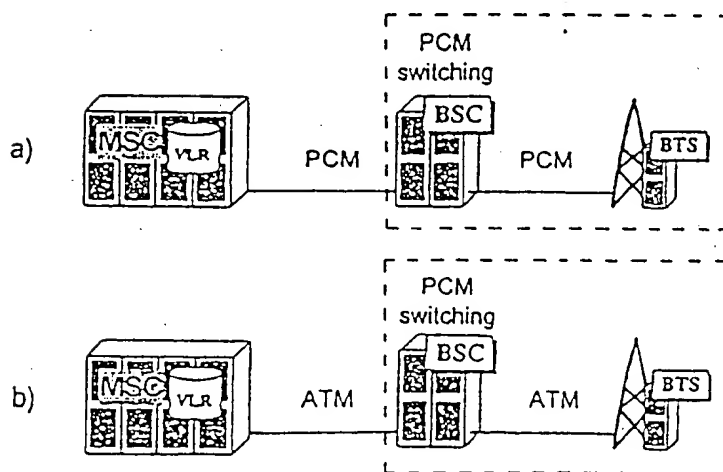 a)
PCM
switching
MSC
VLR
PCM
BSC
PCM
BTS
b)
PCM
switching
MSC
VLR
ATM
BSC
ATM
BTS